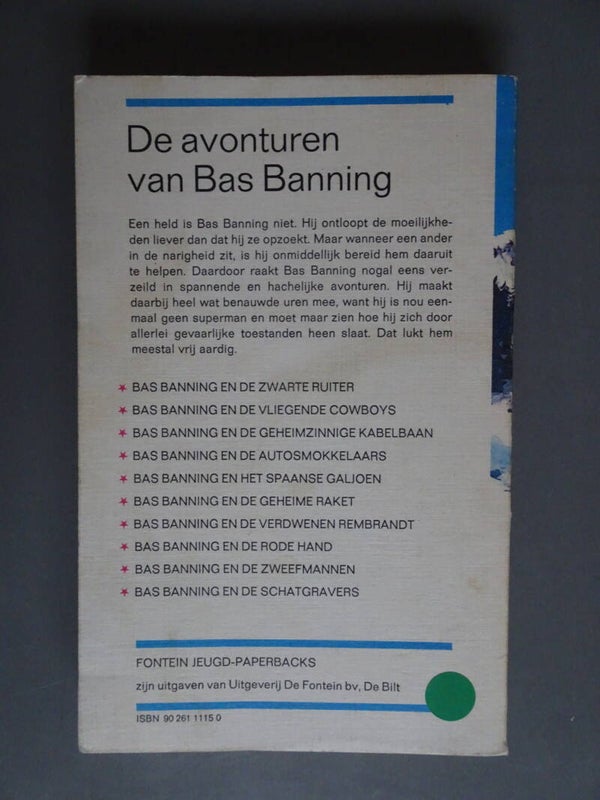 De avonturen
van Bas Banning
Een held is Bas Banning niet. Hij ontloopt de moeilijkhe-
den liever dan dat hij ze opzoekt. Maar wanneer een ander
in de narigheid zit, is hij onmiddellijk bereid hem daaruit
te helpen. Daardoor raakt Bas Banning nogal eens ver-
zeild in spannende en hachelijke avonturen. Hij maakt
daarbij heel wat benauwde uren mee, want hij is nou een-
maal geen superman en moet maar zien hoe hij zich door
allerlei gevaarlijke toestanden heen slaat. Dat lukt hem
meestal vrij aardig.
BAS BANNING EN DE ZWARTE RUITER
BAS BANNING EN DE VLIEGENDE COWBOYS
BAS BANNING EN DE GEHEIMZINNIGE KABELBAAN
BAS BANNING EN DE AUTOSMOKKELAARS
BAS BANNING EN HET SPAANSE GALJOEN
BAS BANNING EN DE GEHEIME RAKET
BAS BANNING EN DE VERDWENEN REMBRANDT
BAS BANNING EN DE RODE HAND
BAS BANNING EN DE ZWEEFMANNEN
BAS BANNING EN DE SCHATGRAVERS
FONTEIN JEUGD-PAPERBACKS
zijn uitgaven van Uitgeverij De Fontein bv, De Bilt
ISBN 90 261 1115 0